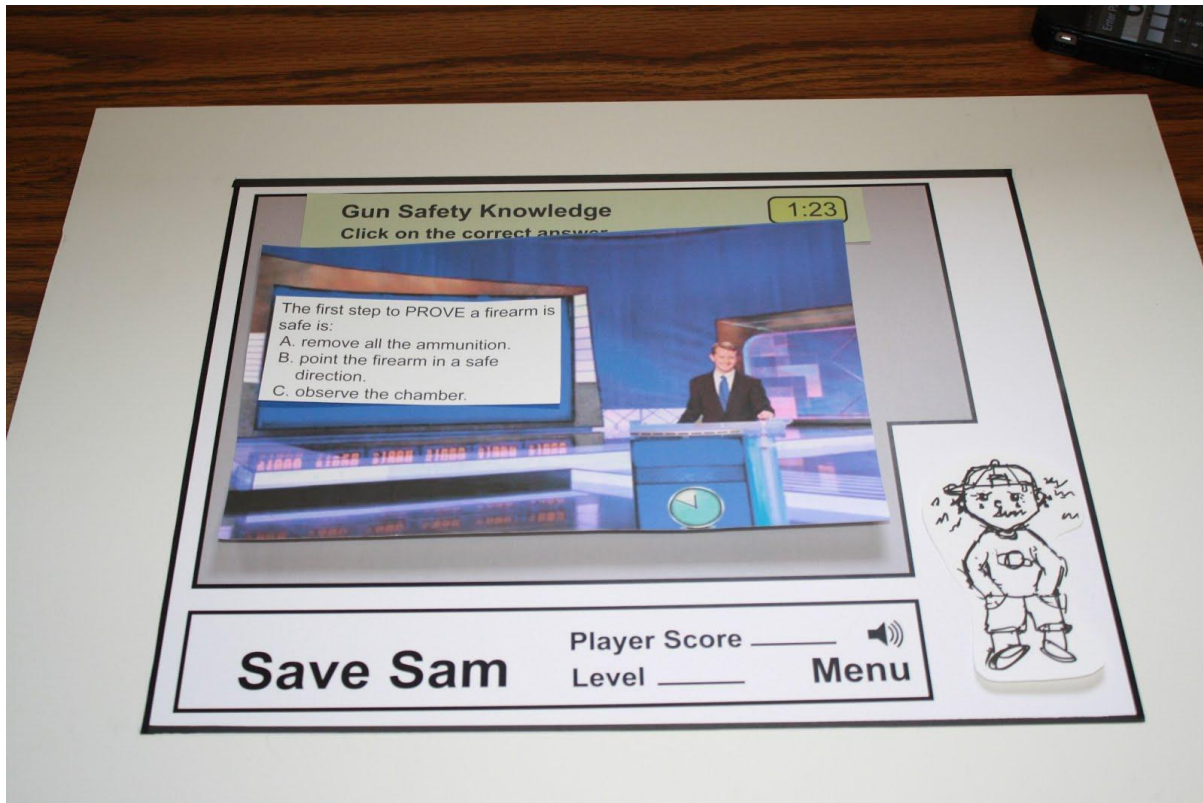 Gun Safety Knowledge
1:23
Click on the correct answer
The first step to PROVE a firearm is
safe is:
A. remove all the ammunition.
B. point the firearm in a safe
direction.
C. observe the chamber.
Save Sam
Player Score
Level
Menu